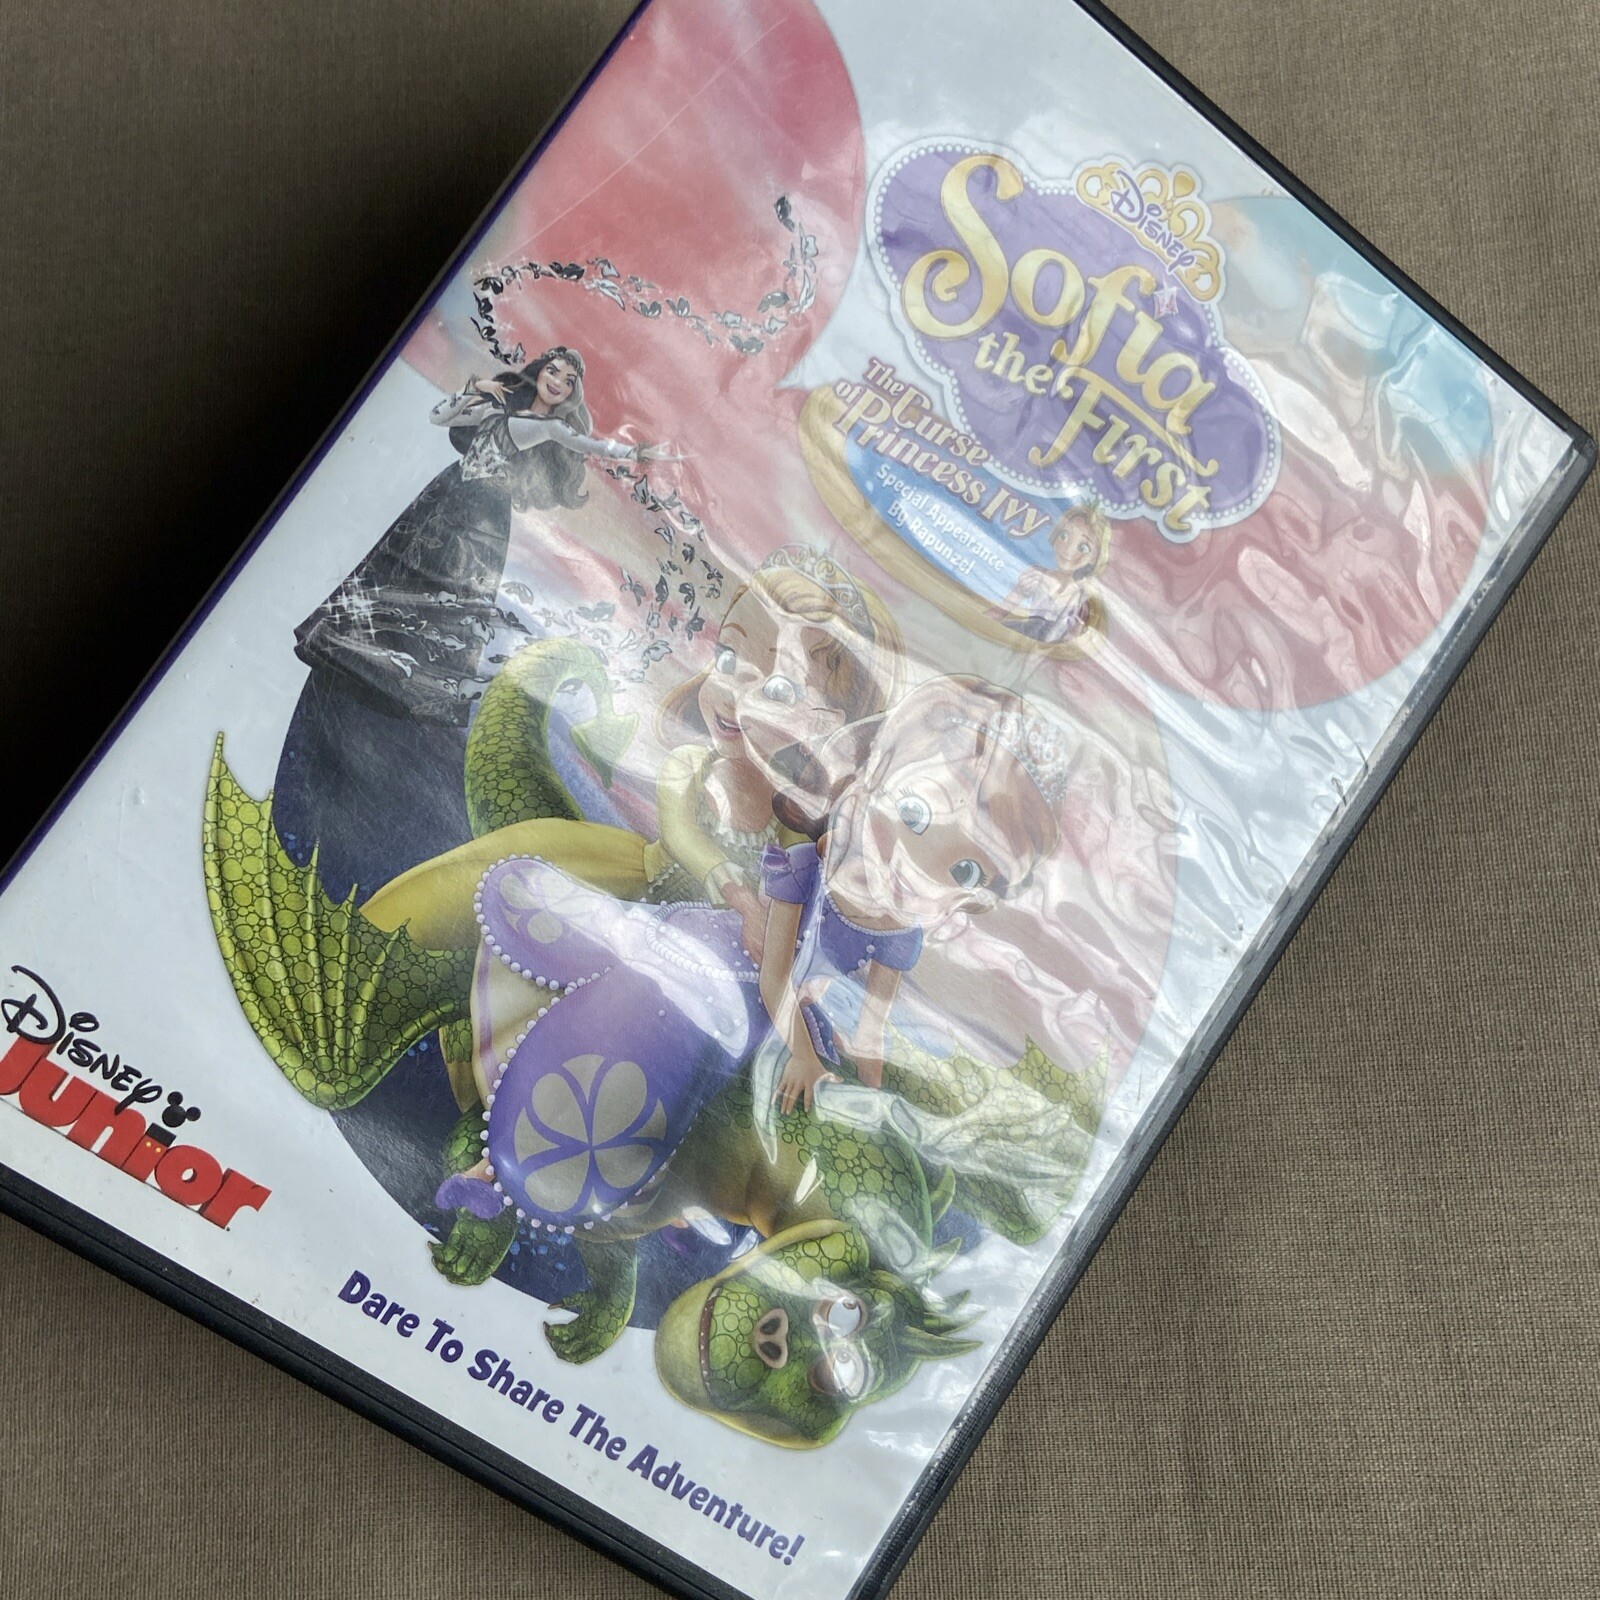 Disney
Sofia
the First
The Curse
of Princess Ivy
Special Appearance
By Rapunzel
Disney
Junior
Dare To Share The Adventure!